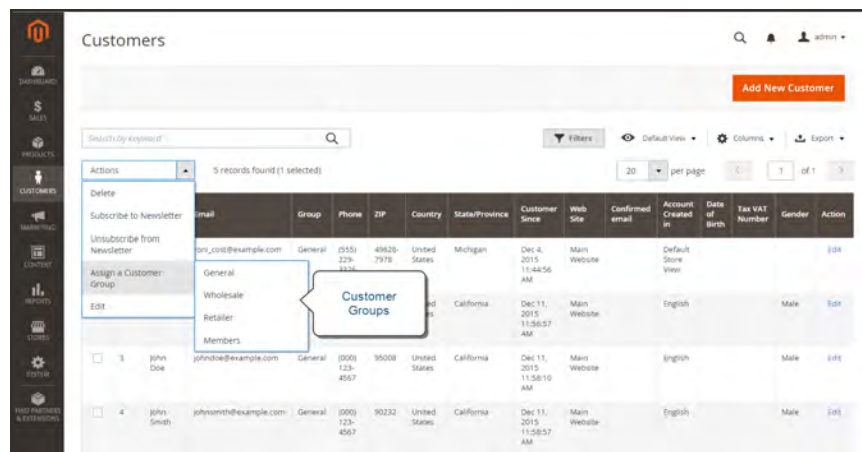 Customers
admin
DASHBOARD
SALES
PRODUCTS
CUSTOMERS
MARKETING
CONTENT
REPORTS
STORES
SYSTEM
FIND PARTNERS
& EXTENSIONS
Add New Customer
Search by keyword
Filters
Default View
Columns
Export
Actions
5 records found (1 selected)
20 per page
1 of 1
Delete
Subscribe to Newsletter
Unsubscribe from
Newsletter
Assign a Customer
Group
Edit
General
Wholesale
Retailer
Members
Customer
Groups
Email Group Phone ZIP Country State/Province Customer Since Web Site Confirmed email Account Created in Date of Birth Tax VAT Number Gender Action
roni_cost@example.com General (555) 49628- United Michigan Dec 4, Main Default Edit
229- 7978 States 2015 Website Store
11:44:56 View
AM
California Dec 11, Main English Male Edit
2015 Website
11:56:57
AM
3 John johndoe@example.com General (000) 95008 United California Dec 11, Main English Male Edit
Doe 123- States 2015 Website
4567 11:58:10
AM
4 John johnsmith@example.com General (000) 90232 United California Dec 11, Main English Male Edit
Smith 123- States 2015 Website
4567 11:58:57
AM